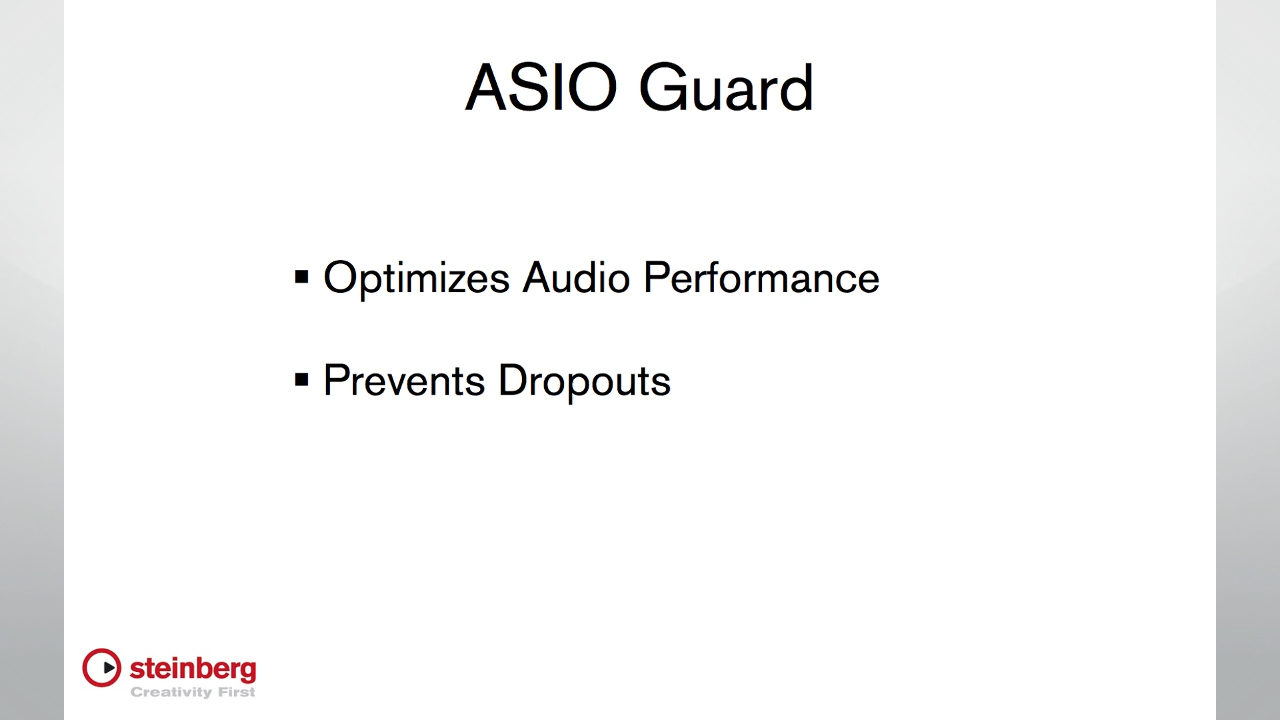 ASIO Guard
▪ Optimizes Audio Performance
▪ Prevents Dropouts
steinberg
Creativity First